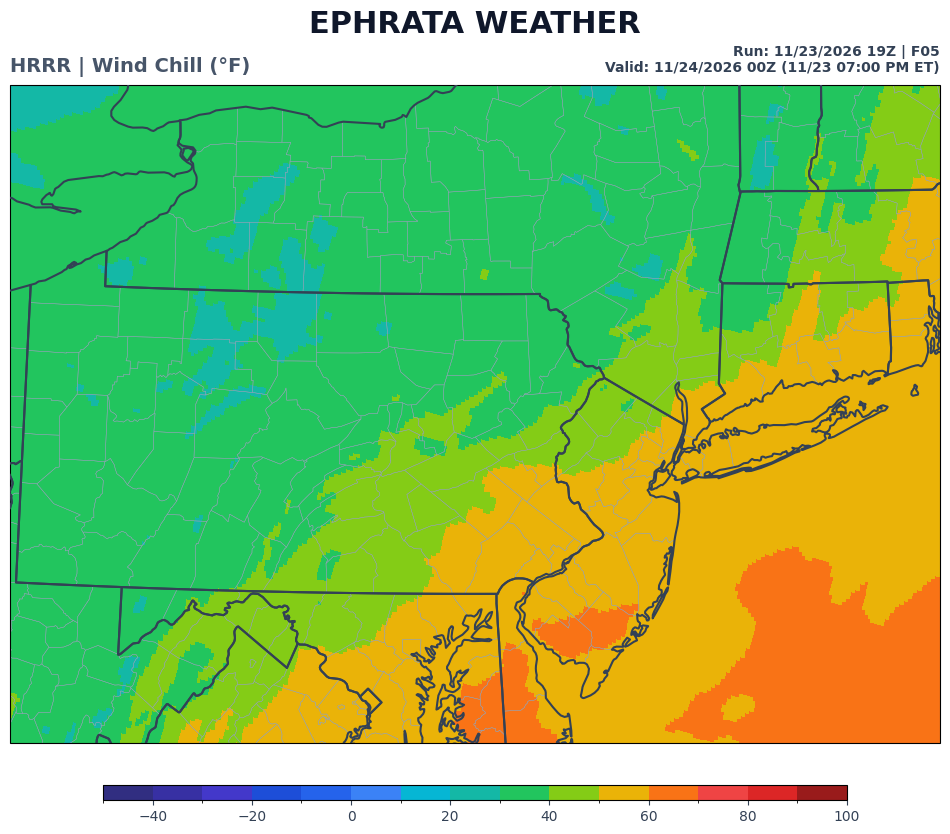 EPHRATA WEATHER
HRRR | Wind Chill (°F)
Run: 11/23/2026 19Z | F05
Valid: 11/24/2026 00Z (11/23 07:00 PM ET)
−40 −20 0 20 40 60 80 100